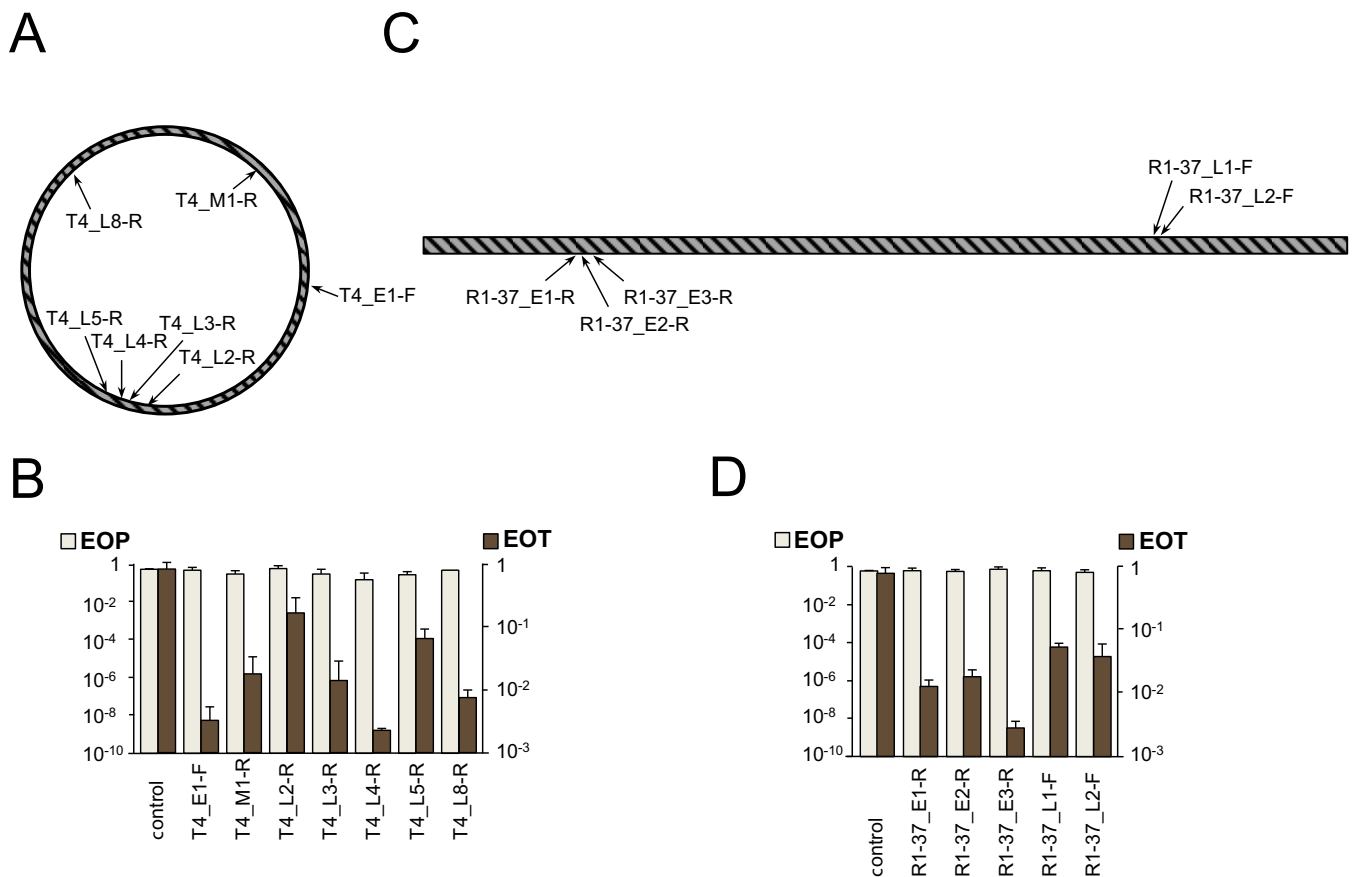 A
C
T4_M1-R
T4_L8-R
T4_E1-F
T4_L5-R
T4_L4-R
T4_L3-R
T4_L2-R
R1-37_L1-F
R1-37_L2-F
R1-37_E1-R
R1-37_E3-R
R1-37_E2-R
B
EOP
EOT
1
10-2
10-4
10-6
10-8
10-10
1
10-1
10-2
10-3
control
T4_E1-F
T4_M1-R
T4_L2-R
T4_L3-R
T4_L4-R
T4_L5-R
T4_L8-R
D
EOP
EOT
1
10-2
10-4
10-6
10-8
10-10
1
10-1
10-2
10-3
control
R1-37_E1-R
R1-37_E2-R
R1-37_E3-R
R1-37_L1-F
R1-37_L2-F